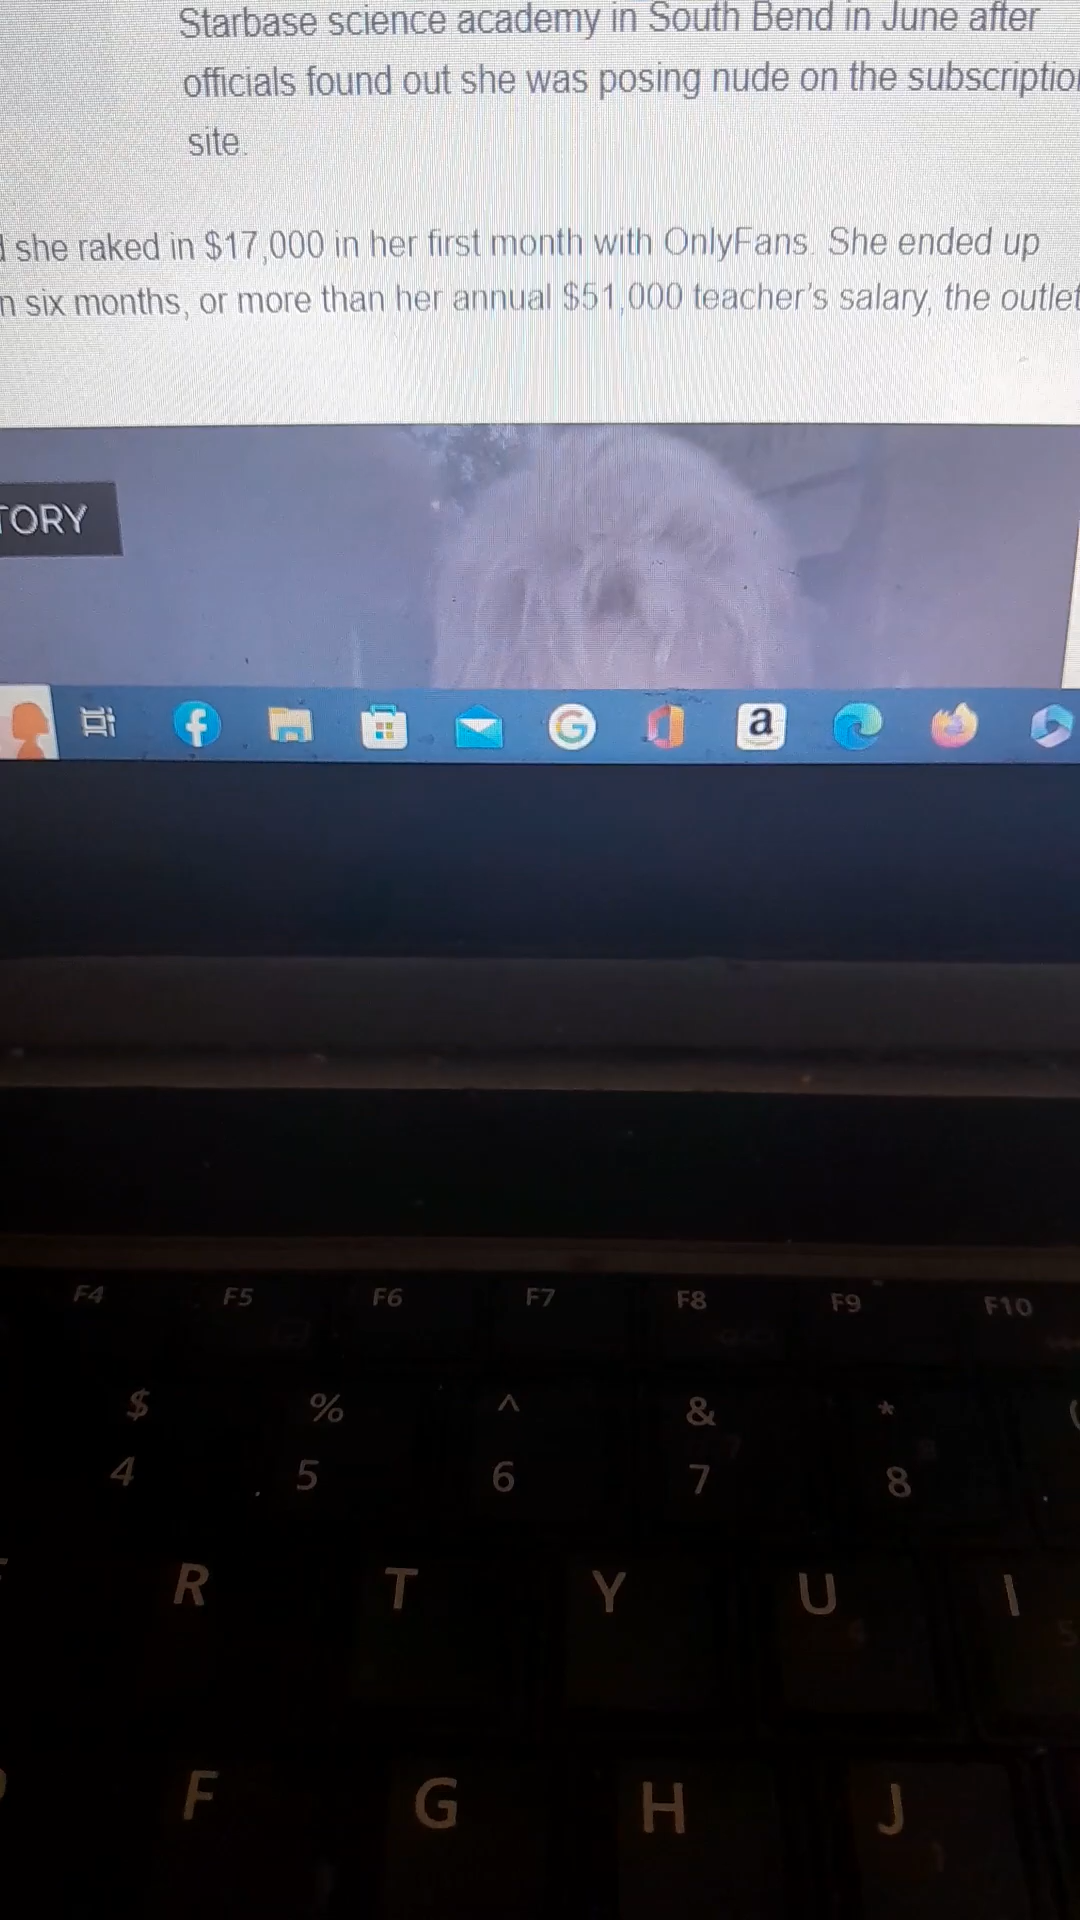 Starbase science academy in South Bend in June after
officials found out she was posing nude on the
site.
she raked in $17,000 in her first month with OnlyFans. She ended up
six months, or more than her annual $51,000 teacher's salary, the
TORY
f
G
a
F4 F5 F6 F7 F8 F9 F10
$ % ^ & * (
4 5 6 7 8
R T Y U I
F G H J